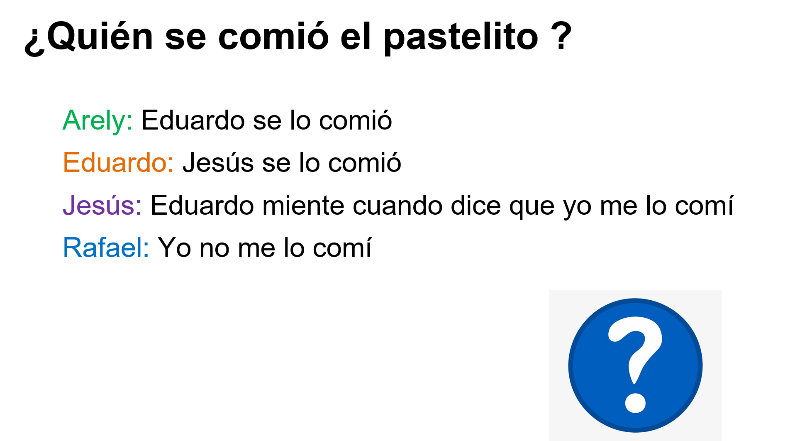 ¿Quién se comió el pastelito ?
Arely: Eduardo se lo comió
Eduardo: Jesús se lo comió
Jesús: Eduardo miente cuando dice que yo me lo comí
Rafael: Yo no me lo comí
?